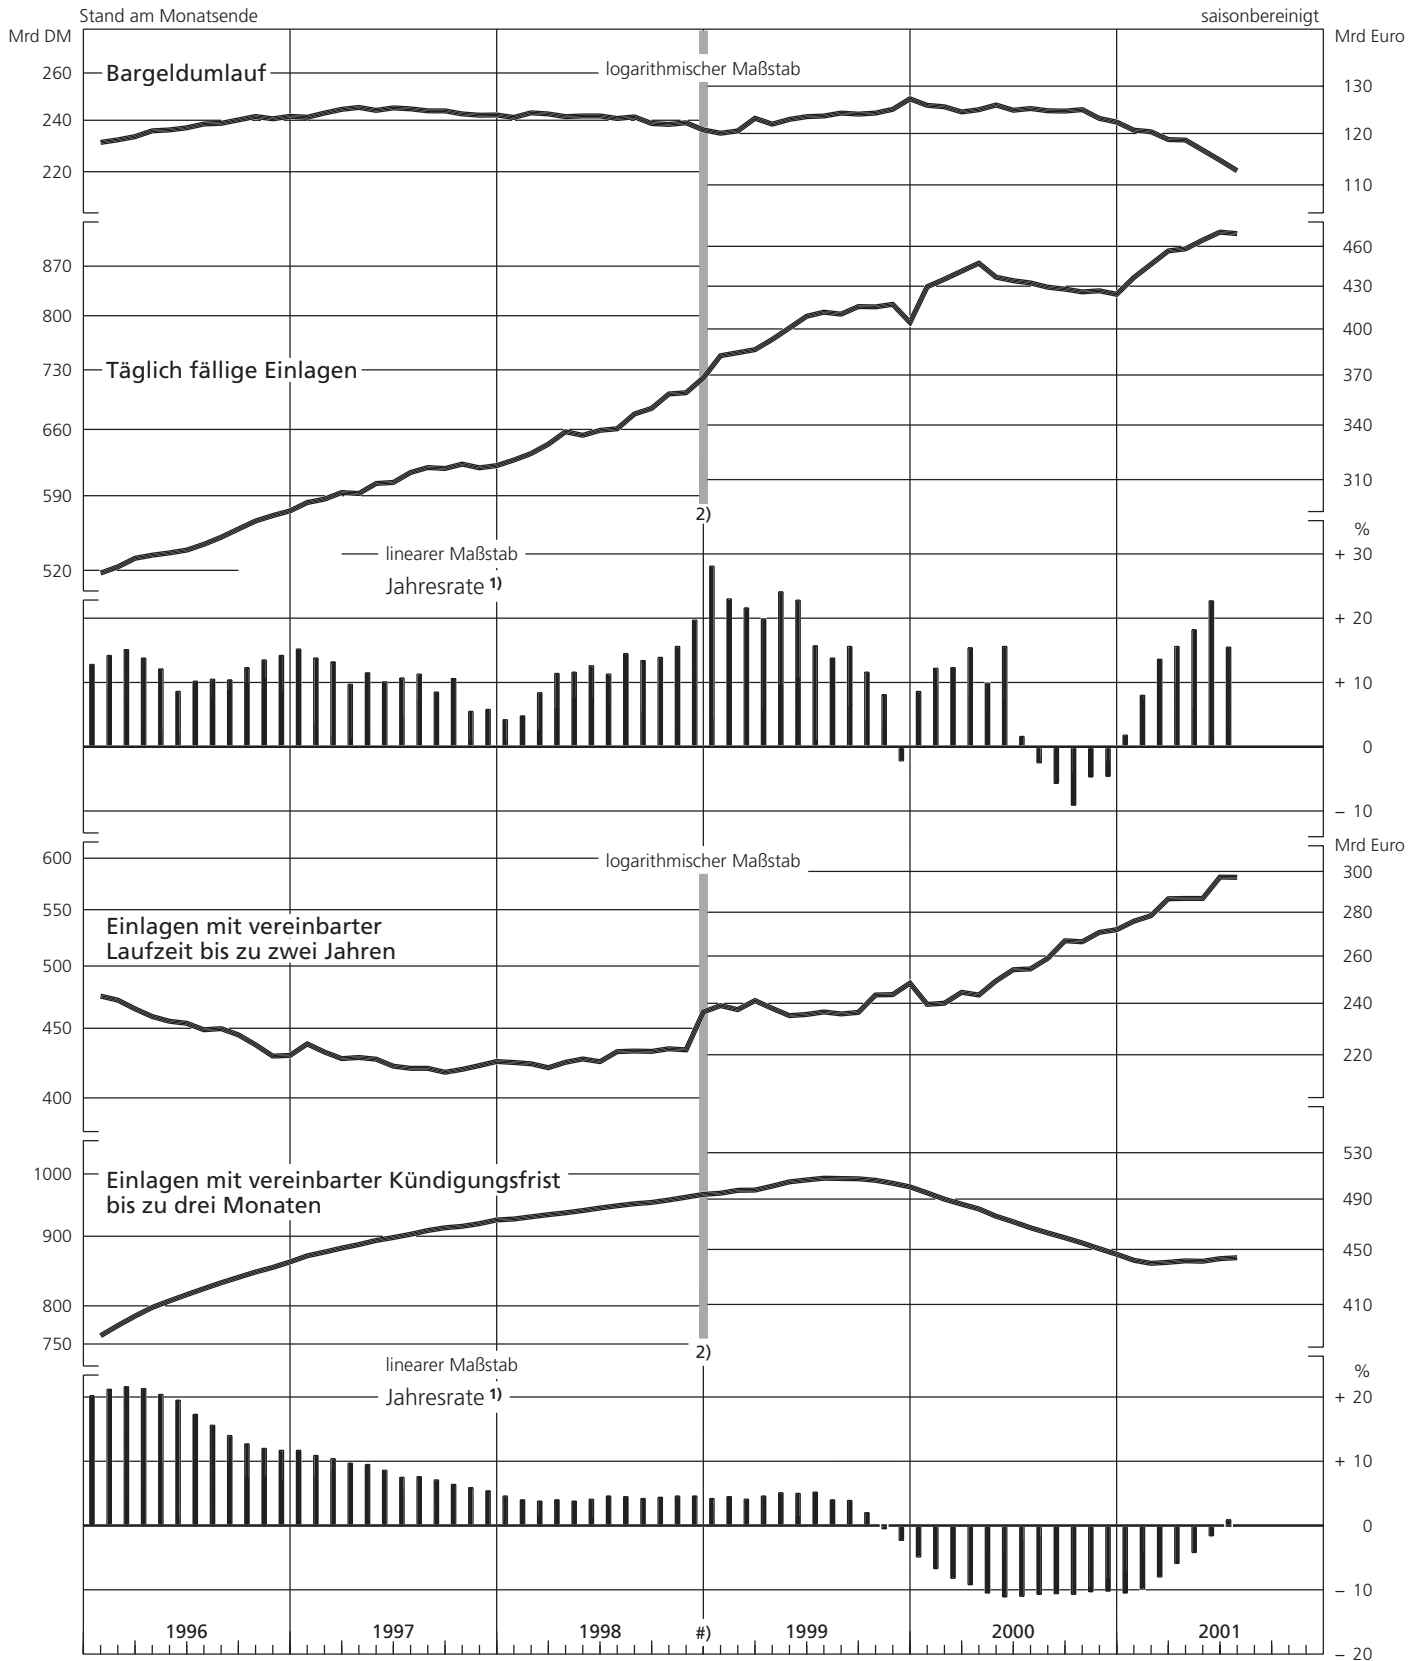 Stand am Monatsende
saisonbereinigt
Mrd DM
Mrd Euro
logarithmischer Maßstab
Bargeldumlauf
260
240
220
130
120
110
870
800
730
660
590
520
Täglich fällige Einlagen
460
430
400
370
340
310
2)
%
linearer Maßstab
Jahresrate 1)
+ 30
+ 20
+ 10
0
– 10
Mrd Euro
logarithmischer Maßstab
600
550
500
450
400
Einlagen mit vereinbarter
Laufzeit bis zu zwei Jahren
300
280
260
240
220
1000
900
800
750
Einlagen mit vereinbarter Kündigungsfrist
bis zu drei Monaten
530
490
450
410
2)
linearer Maßstab
Jahresrate 1)
%
+ 20
+ 10
0
– 10
– 20
1996 1997 1998 #) 1999 2000 2001